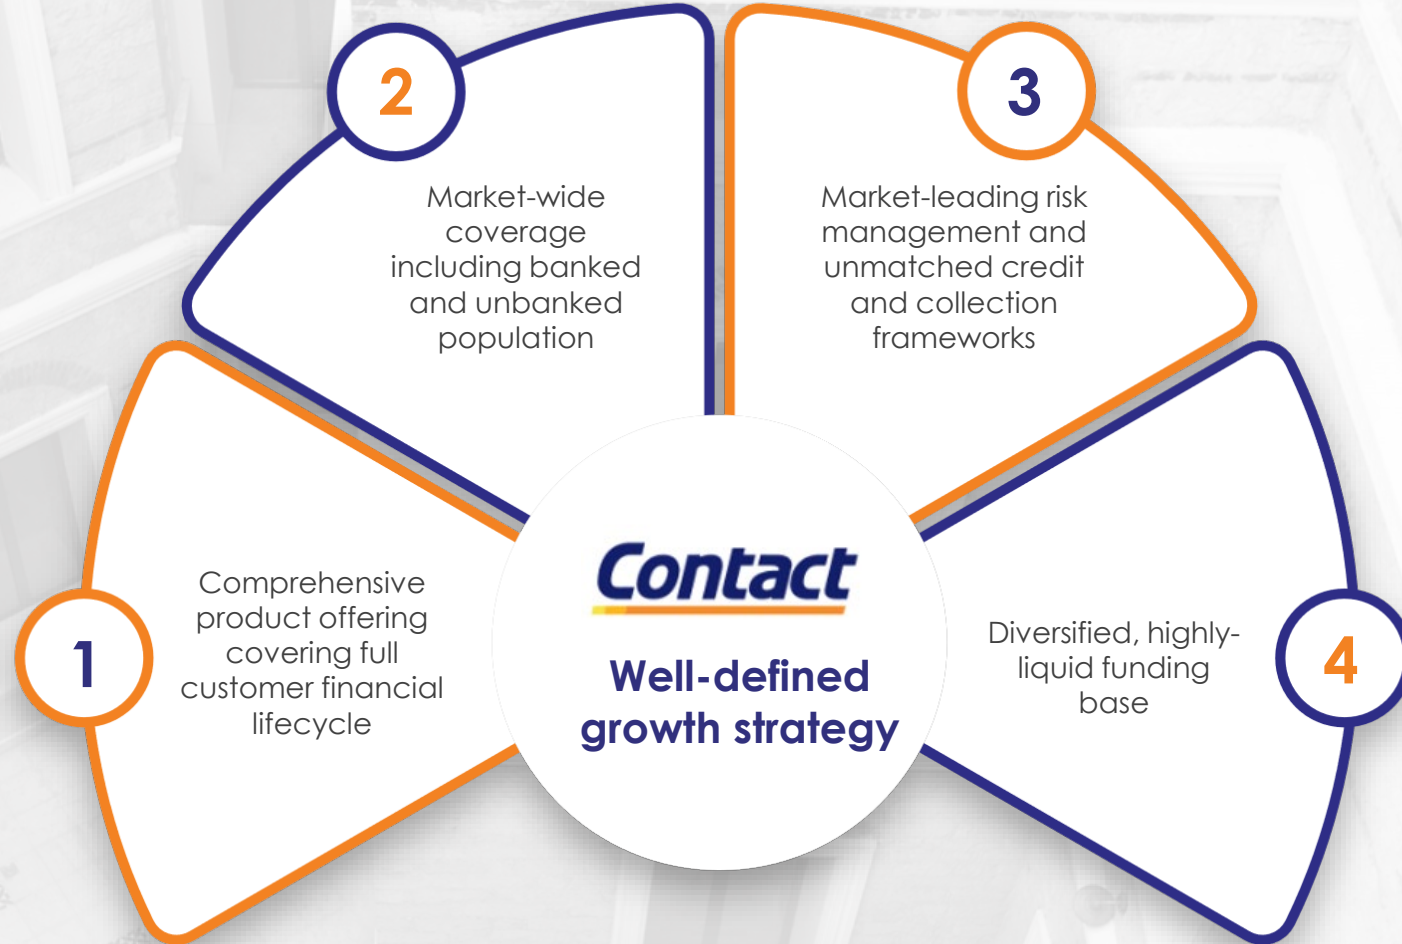 2
Market-wide
coverage
including banked
and unbanked
population
3
Market-leading risk
management and
unmatched credit
and collection
frameworks
1
Comprehensive
product offering
covering full
customer financial
lifecycle
Contact
Well-defined
growth strategy
Diversified, highly-
liquid funding
base
4